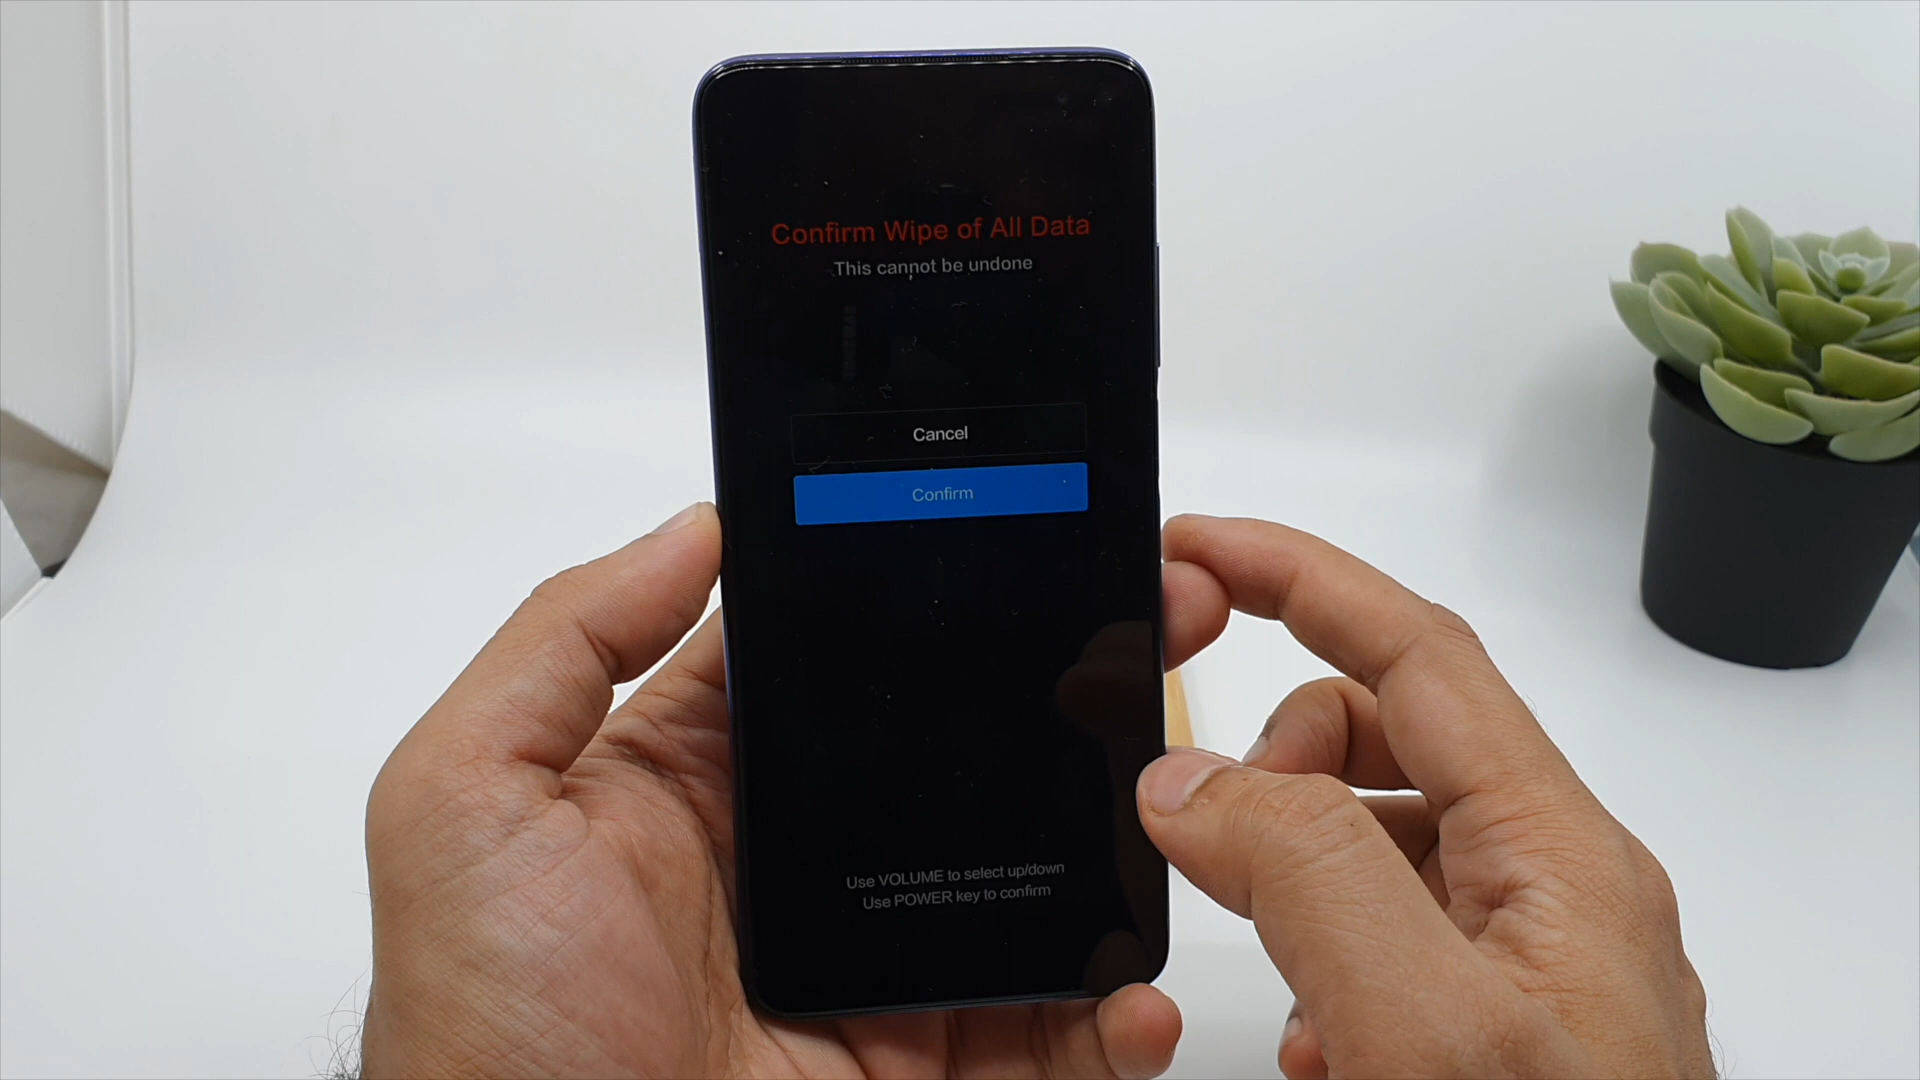 Confirm Wipe of All Data
This cannot be undone
Cancel
Confirm
Use VOLUME to select up/down
Use POWER key to confirm